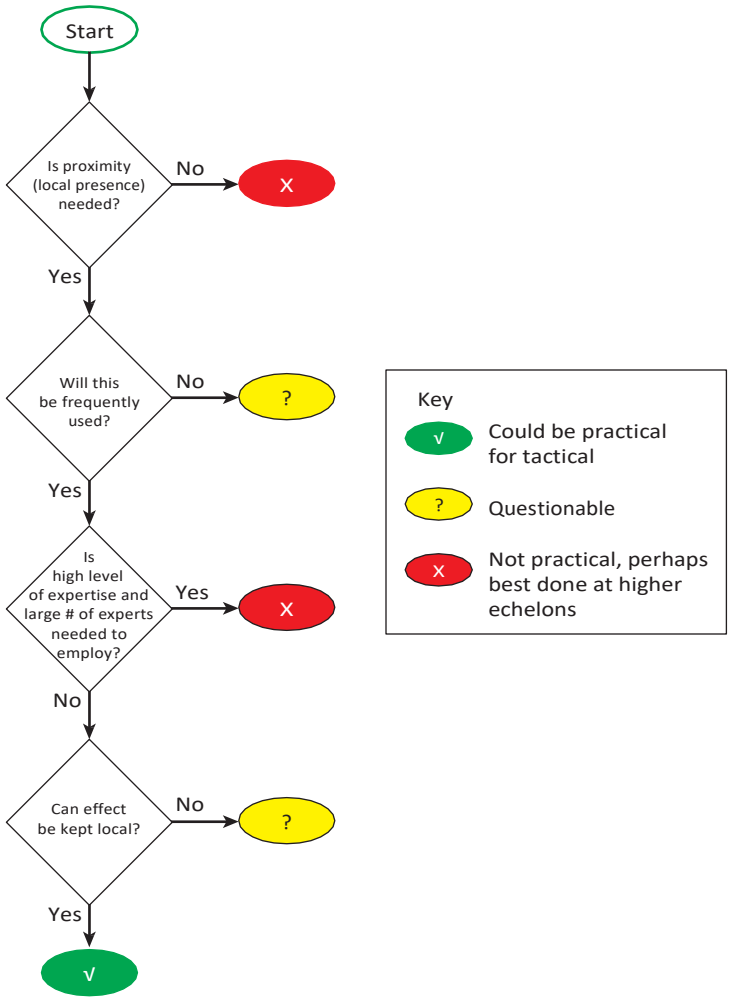 Start
Is proximity
(local presence)
needed?
No
X
Yes
Will this
be frequently
used?
No
?
Yes
Is
high level
of expertise and
large # of experts
needed to
employ?
Yes
X
No
Can effect
be kept local?
No
?
Yes
√
Key
√
Could be practical
for tactical
?
Questionable
X
Not practical, perhaps
best done at higher
echelons